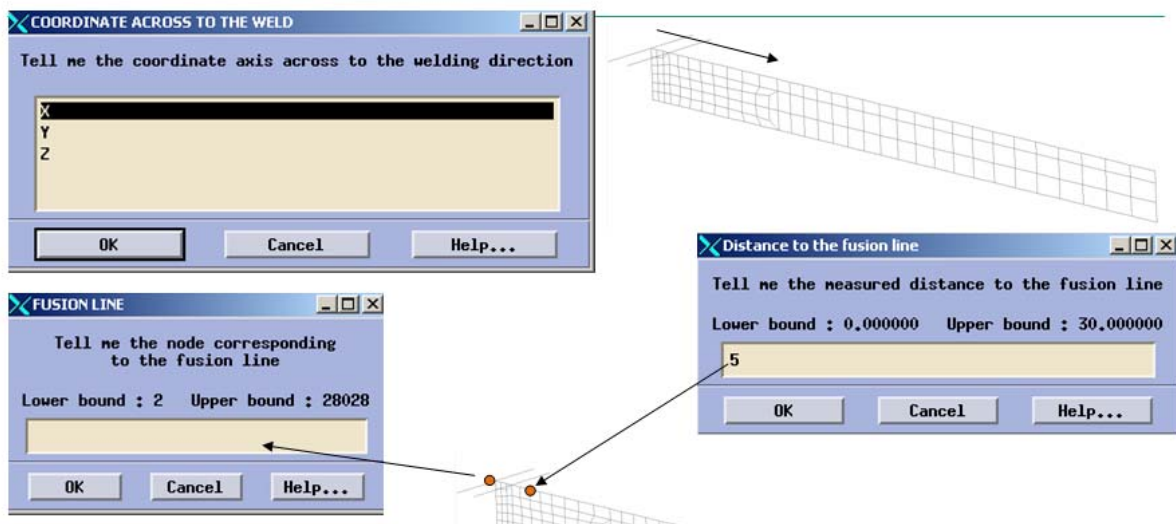 COORDINATE ACROSS TO THE WELD
Tell me the coordinate axis across to the welding direction
X
Y
Z
OK Cancel Help...
Distance to the fusion line
Tell me the measured distance to the fusion line
Lower bound : 0.000000 Upper bound : 30.000000
5
OK Cancel Help...
FUSION LINE
Tell me the node corresponding
to the fusion line
Lower bound : 2 Upper bound : 28028
OK Cancel Help...